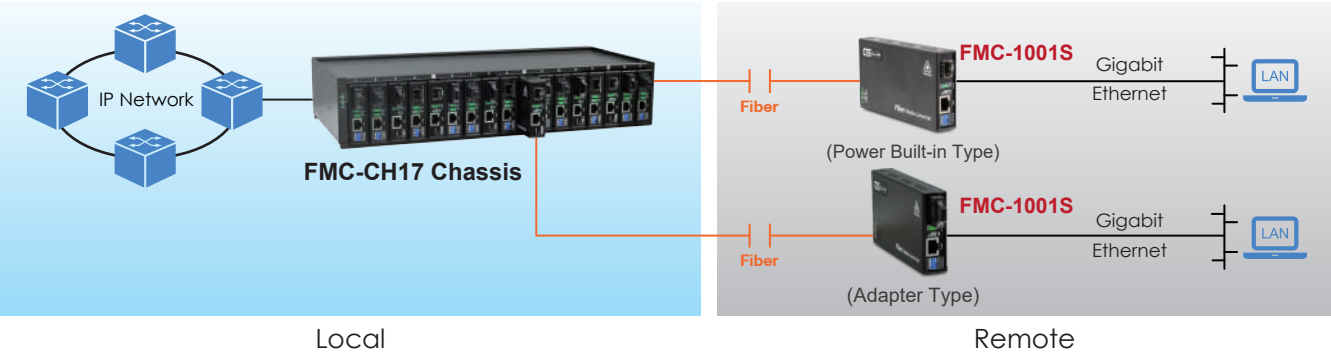 IP Network
FMC-CH17 Chassis
Fiber
FMC-1001S
Gigabit
Ethernet
LAN
(Power Built-in Type)
Fiber
FMC-1001S
Gigabit
Ethernet
LAN
(Adapter Type)
Local
Remote